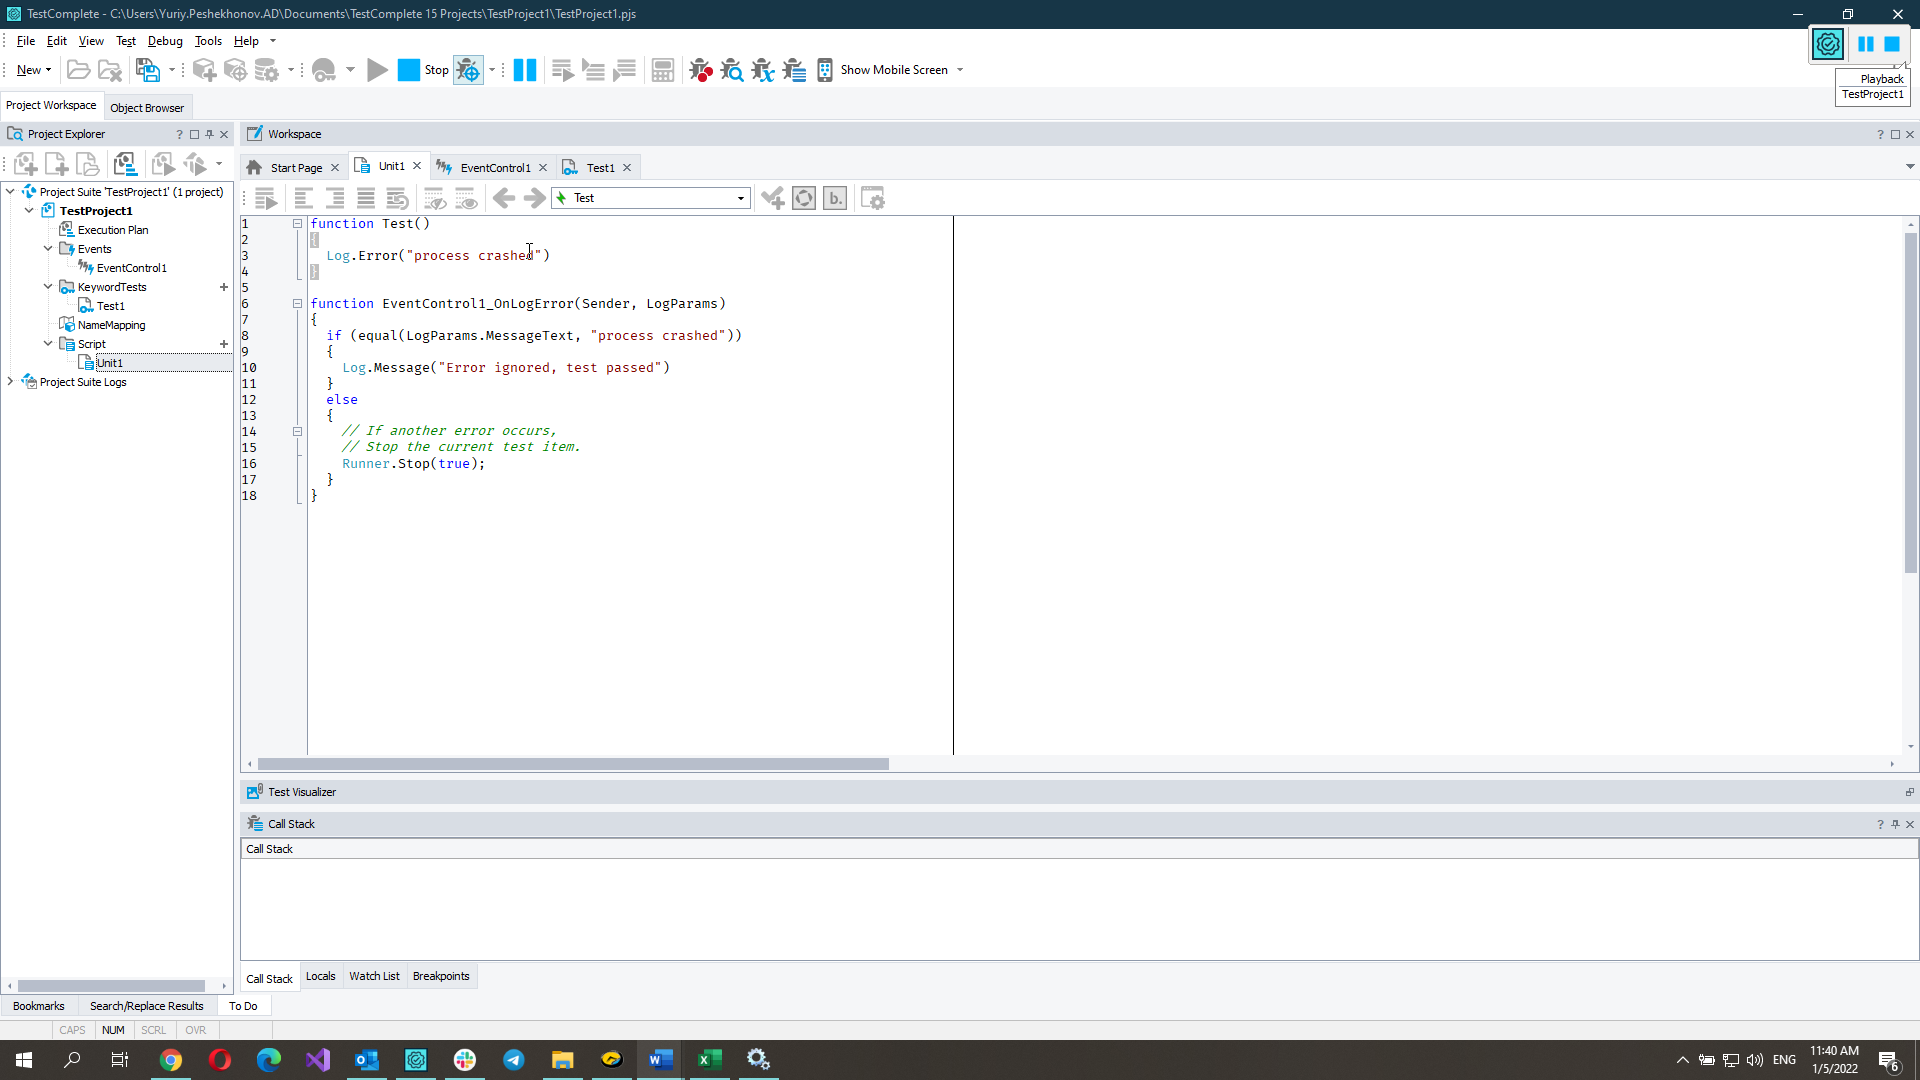 TestComplete - C:\Users\Yuriy.Peshekhonov.AD\Documents\TestComplete 15 Projects\TestProject1\TestProject1.pjs
File Edit View Test Debug Tools Help
New Stop Show Mobile Screen
Playback
TestProject1
Project Workspace Object Browser
Project Explorer
Workspace
Start Page Unit1 EventControl1 Test1
Test b.
Project Suite 'TestProject1' (1 project)
TestProject1
Execution Plan
Events
EventControl1
KeywordTests
Test1
NameMapping
Script
Unit1
Project Suite Logs
1 function Test()
2 {
3 Log.Error("process crashed")
4 }
5
6 function EventControl1_OnLogError(Sender, LogParams)
7 {
8 if (equal(LogParams.MessageText, "process crashed"))
9 {
10 Log.Message("Error ignored, test passed")
11 }
12 else
13 {
14 // If another error occurs,
15 // Stop the current test item.
16 Runner.Stop(true);
17 }
18 }
Test Visualizer
Call Stack
Call Stack
Call Stack Locals Watch List Breakpoints
Bookmarks Search/Replace Results To Do
CAPS NUM SCRL OVR
ENG
11:40 AM
1/5/2022
6